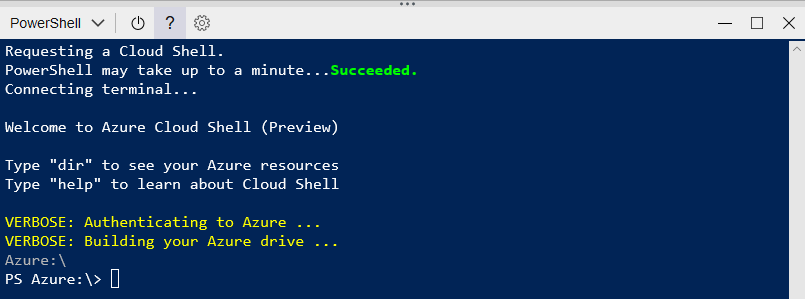 PowerShell ?
Requesting a Cloud Shell.
PowerShell may take up to a minute...Succeeded.
Connecting terminal...
Welcome to Azure Cloud Shell (Preview)
Type "dir" to see your Azure resources
Type "help" to learn about Cloud Shell
VERBOSE: Authenticating to Azure ...
VERBOSE: Building your Azure drive ...
Azure:\
PS Azure:\>